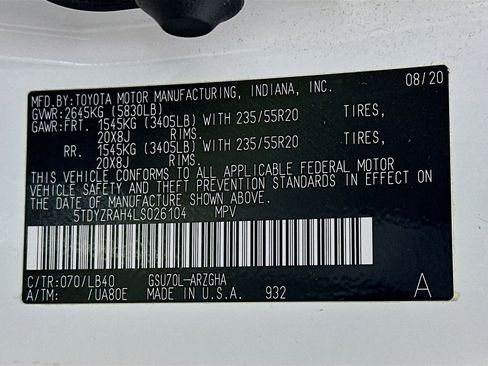 MFD. BY:TOYOTA MOTOR MANUFACTURING, INDIANA, INC. 08/20
GVWR:2645KG (5830LB)
GAWR:FRT. 1545KG (3405LB) WITH 235/55R20 TIRES,
20X8J RIMS.
RR. 1545KG (3405LB) WITH 235/55R20 TIRES,
20X8J RIMS.
THIS VEHICLE CONFORMS TO ALL APPLICABLE FEDERAL MOTOR
VEHICLE SAFETY AND THEFT PREVENTION STANDARDS IN EFFECT ON
THE DATE OF MANUFACTURE SHOWN ABOVE.
5TDYZRAH4LS026104 MPV
C/TR:070/LB40 GSU70L-ARZGHA
A/TM: /UA80E MADE IN U.S.A. 932 A